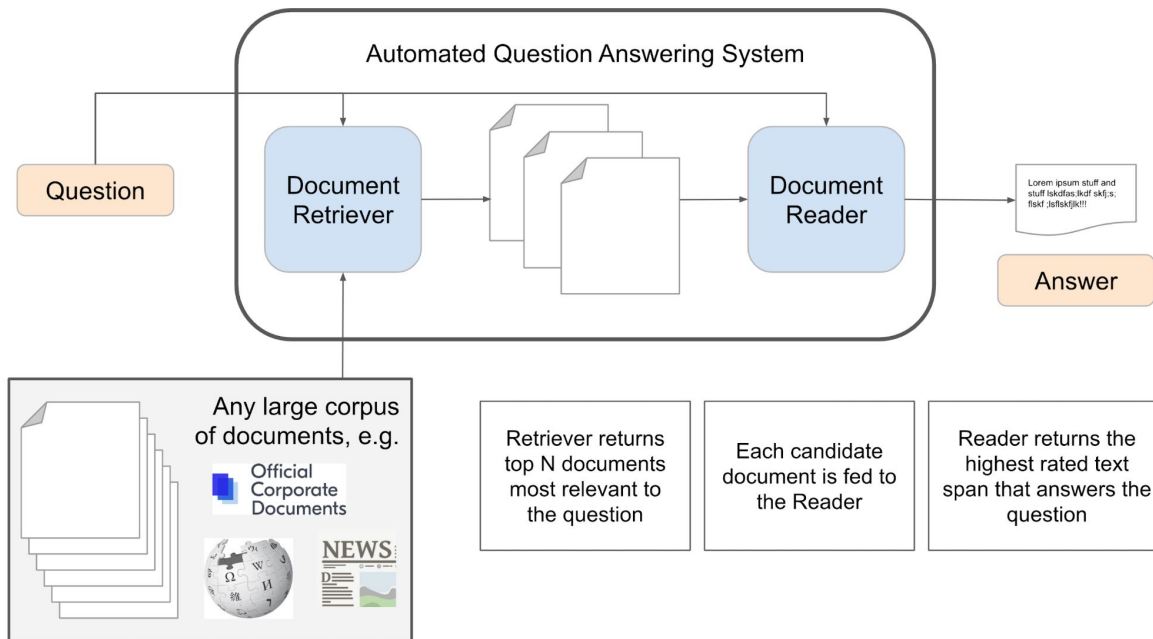 Automated Question Answering System
Question
Document
Retriever
Document
Reader
Lorem ipsum stuff and
stuff lskdfas;lkdf skfj;s;
flskf ;lsflskfjlk!!!
Answer
Any large corpus
of documents, e.g.
Official
Corporate
Documents
NEWS
D
Ω
W
И
Retriever returns
top N documents
most relevant to
the question
Each candidate
document is fed to
the Reader
Reader returns the
highest rated text
span that answers the
question